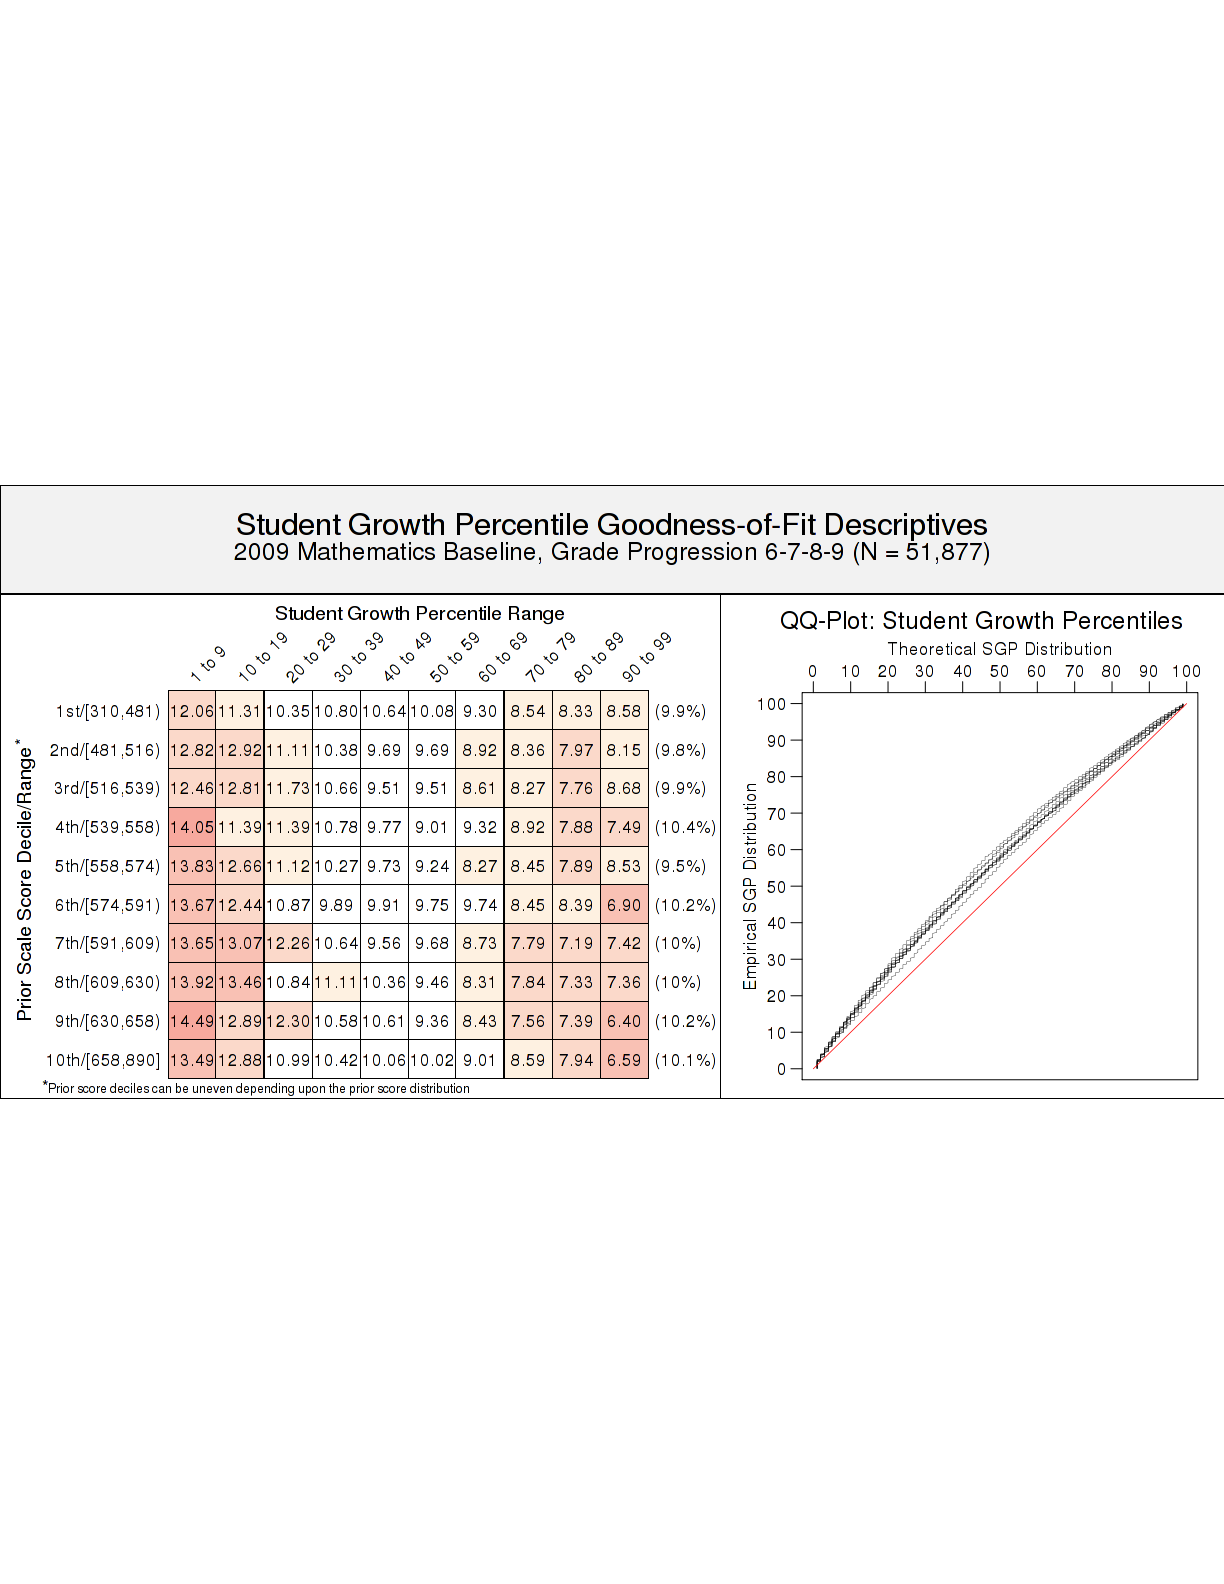 Student Growth Percentile Goodness-of-Fit Descriptives
2009 Mathematics Baseline, Grade Progression 6-7-8-9 (N = 51,877)
Student Growth Percentile Range
1 to 9 10 to 19 20 to 29 30 to 39 40 to 49 50 to 59 60 to 69 70 to 79 80 to 89 90 to 99
Prior Scale Score Decile/Range*
1st/[310,481) 12.06 11.31 10.35 10.80 10.64 10.08 9.30 8.54 8.33 8.58 (9.9%)
2nd/[481,516) 12.82 12.92 11.11 10.38 9.69 9.69 8.92 8.36 7.97 8.15 (9.8%)
3rd/[516,539) 12.46 12.81 11.73 10.66 9.51 9.51 8.61 8.27 7.76 8.68 (9.9%)
4th/[539,558) 14.05 11.39 11.39 10.78 9.77 9.01 9.32 8.92 7.88 7.49 (10.4%)
5th/[558,574) 13.83 12.66 11.12 10.27 9.73 9.24 8.27 8.45 7.89 8.53 (9.5%)
6th/[574,591) 13.67 12.44 10.87 9.89 9.91 9.75 9.74 8.45 8.39 6.90 (10.2%)
7th/[591,609) 13.65 13.07 12.26 10.64 9.56 9.68 8.73 7.79 7.19 7.42 (10%)
8th/[609,630) 13.92 13.46 10.84 11.11 10.36 9.46 8.31 7.84 7.33 7.36 (10%)
9th/[630,658) 14.49 12.89 12.30 10.58 10.61 9.36 8.43 7.56 7.39 6.40 (10.2%)
10th/[658,890] 13.49 12.88 10.99 10.42 10.06 10.02 9.01 8.59 7.94 6.59 (10.1%)
*Prior score deciles can be uneven depending upon the prior score distribution
QQ-Plot: Student Growth Percentiles
Theoretical SGP Distribution
0 10 20 30 40 50 60 70 80 90 100
Empirical SGP Distribution
100
90
80
70
60
50
40
30
20
10
0